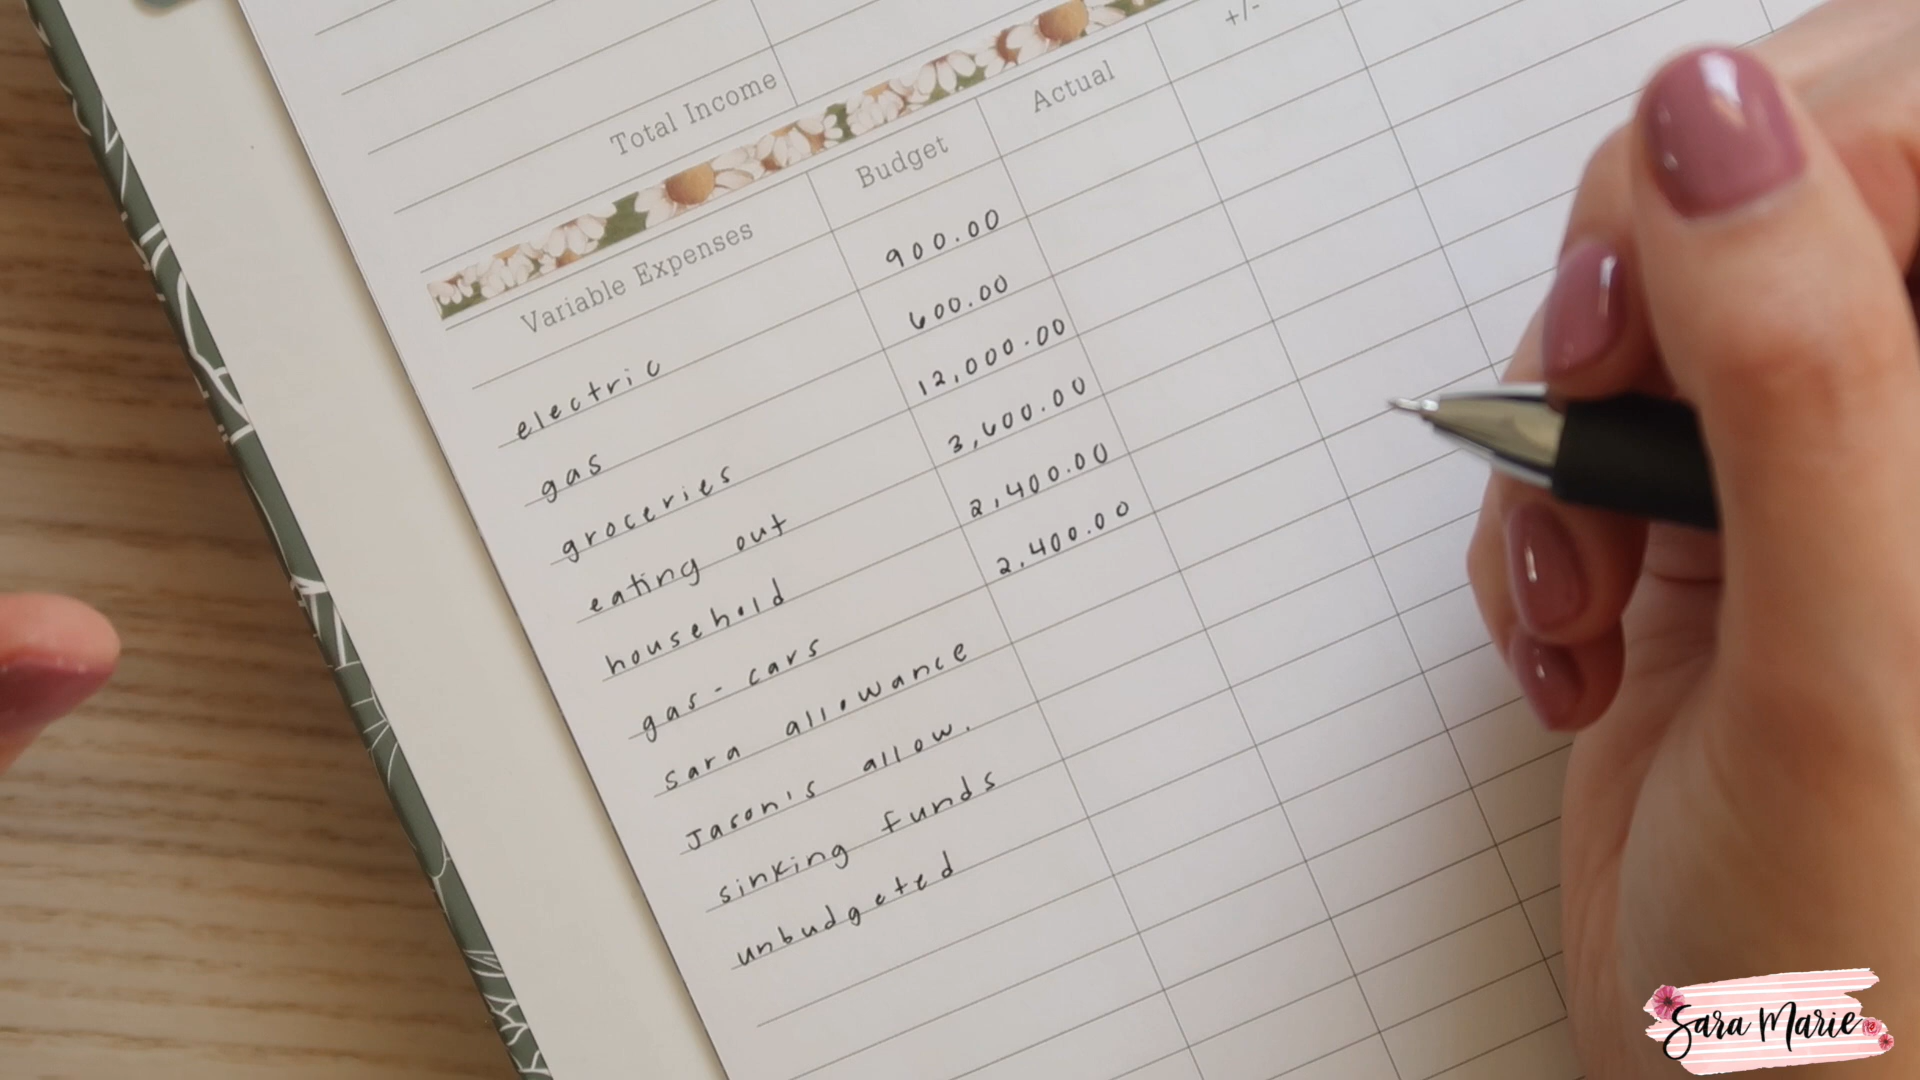 Total Income
+/-
Variable Expenses Budget Actual
electric 900.00
gas 600.00
groceries 12,000.00
eating out 3,600.00
household 2,400.00
gas - cars 2,400.00
sara allowance
Jason's allow.
sinking funds
unbudgeted
Sara Marie